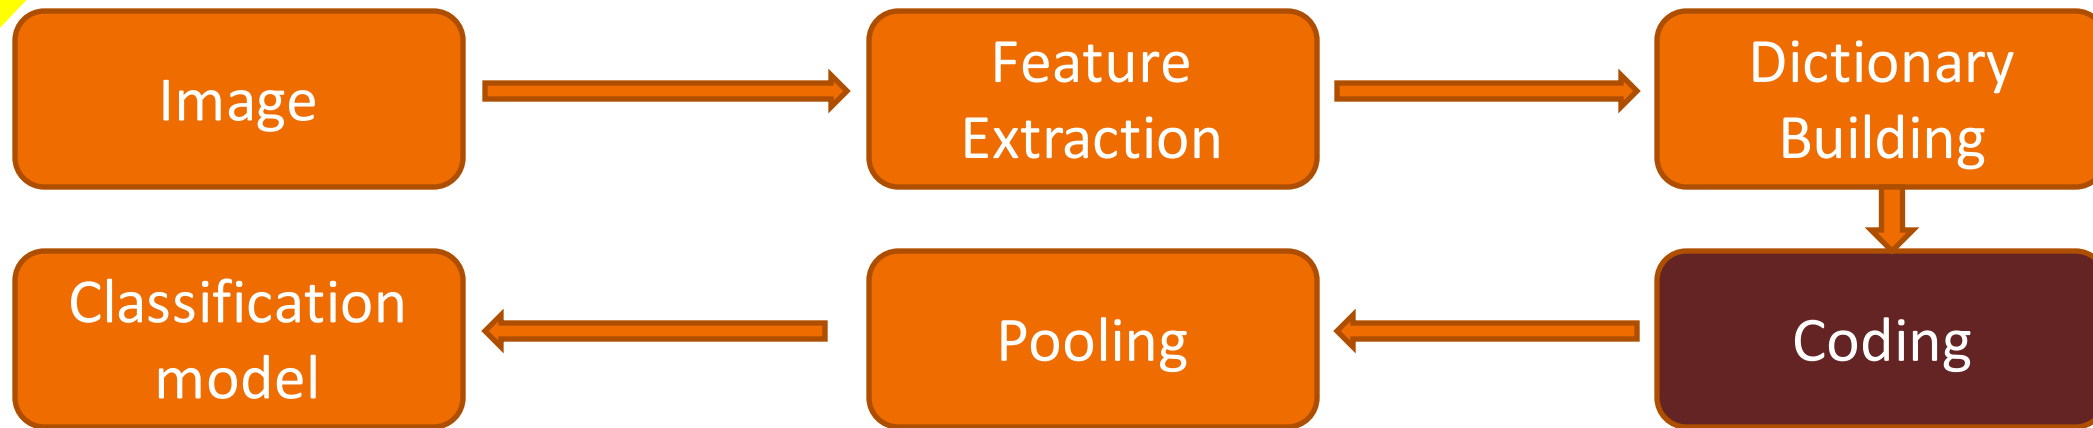 Image
Feature
Extraction
Dictionary
Building
Coding
Pooling
Classification
model